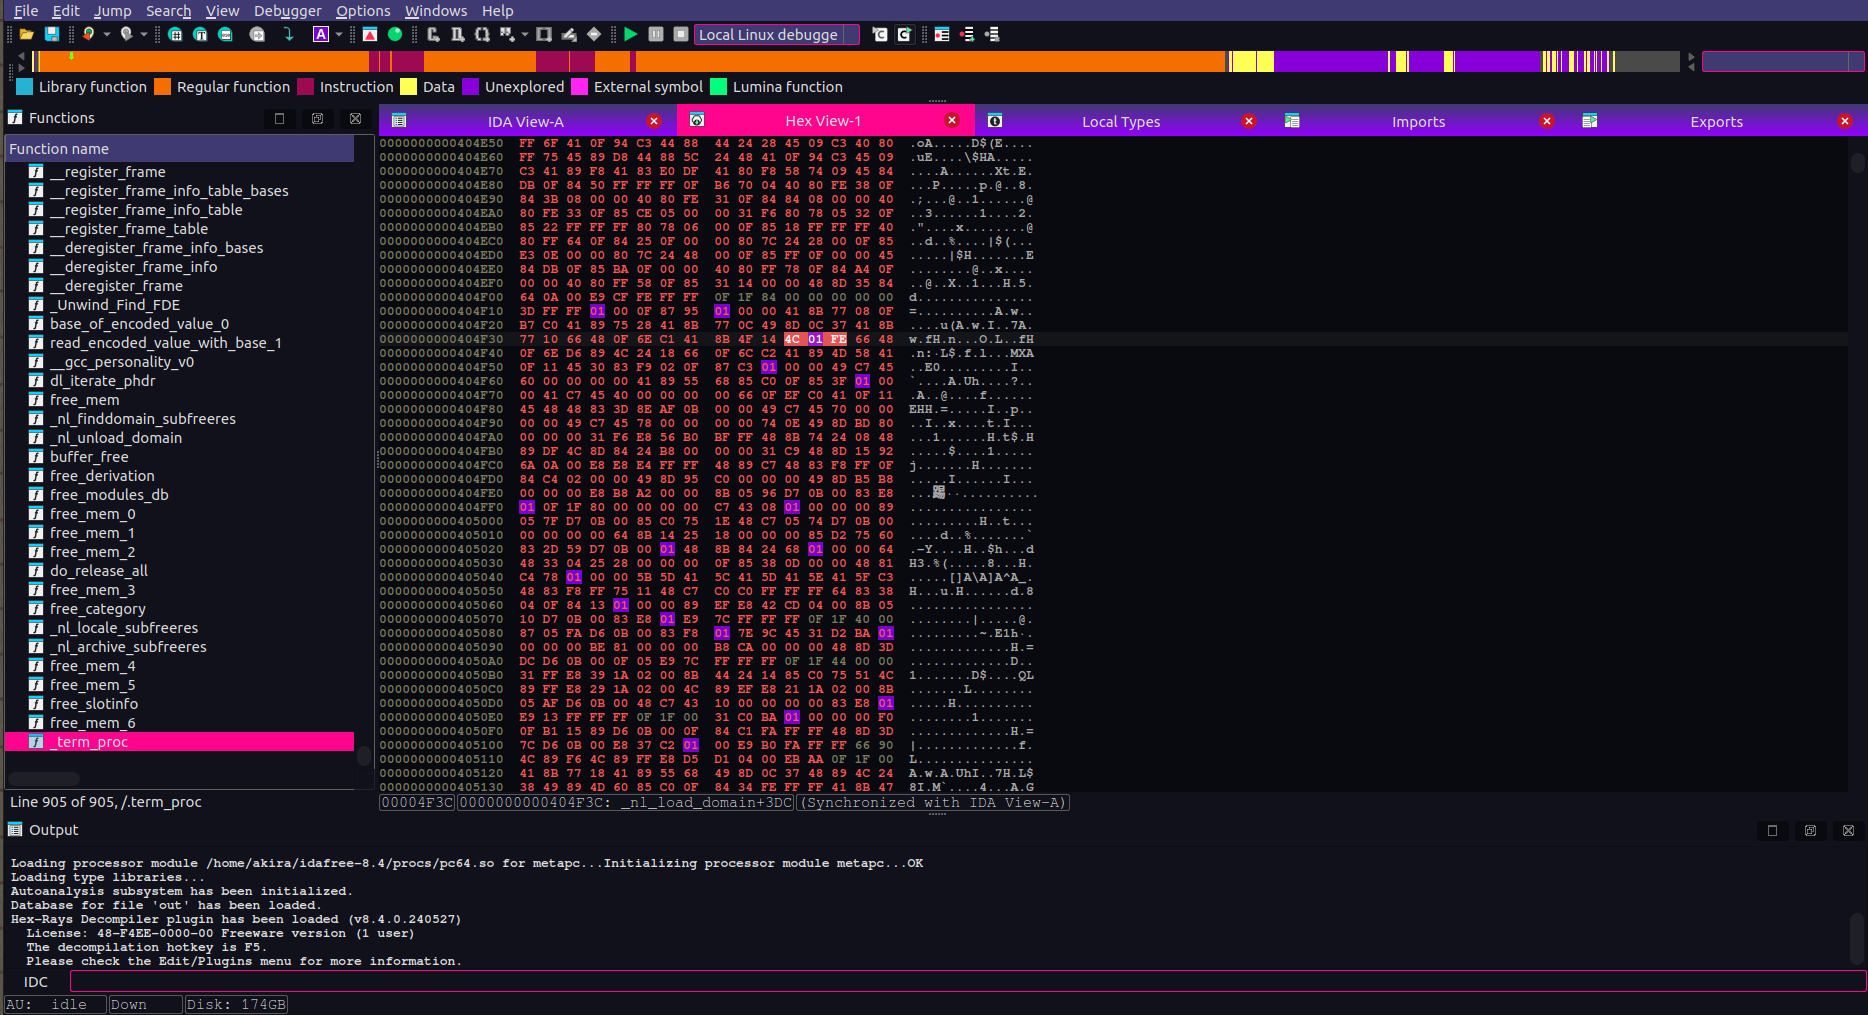 File Edit Jump Search View Debugger Options Windows Help
Local Linux debugge
Library function Regular function Instruction Data Unexplored External symbol Lumina function
Functions
IDA View-A Hex View-1 Local Types Imports Exports
Function name
__register_frame
__register_frame_info_table_bases
__register_frame_info_table
__register_frame_table
__deregister_frame_info_bases
__deregister_frame_info
__deregister_frame
_Unwind_Find_FDE
base_of_encoded_value_0
read_encoded_value_with_base_1
__gcc_personality_v0
dl_iterate_phdr
free_mem
_nl_finddomain_subfreeres
_nl_unload_domain
buffer_free
free_derivation
free_modules_db
free_mem_0
free_mem_1
free_mem_2
do_release_all
free_mem_3
free_category
_nl_locale_subfreeres
_nl_archive_subfreeres
free_mem_4
free_mem_5
free_slotinfo
free_mem_6
_term_proc
Line 905 of 905, /.term_proc
0000000000404E50 FF 6F 41 0F 94 C3 44 88 44 24 28 45 09 C3 40 80 .oA...D.D$(E..@.
0000000000404E60 FF 75 45 89 D8 44 88 5C 24 48 41 0F 94 C3 45 09
0000000000404E70 C3 41 89 F8 41 83 E0 DF 41 80 F8 58 74 09 45 84
0000000000404E80 DB 0F 84 50 FF FF FF 0F B6 70 04 40 80 FE 38 0F
0000000000404E90 84 3B 08 00 00 40 80 FE 31 0F 84 84 08 00 00 40
0000000000404EA0 80 FE 33 0F 85 CE 05 00 00 31 F6 80 78 05 32 0F
0000000000404EB0 85 22 FF FF FF 80 78 06 00 0F 85 18 FF FF FF 40
0000000000404EC0 80 FF 64 0F 84 25 0F 00 00 80 7C 24 28 00 0F 85
0000000000404ED0 E3 0E 00 00 80 7C 24 48 00 0F 85 FF 0F 00 00 45
0000000000404EE0 84 DB 0F 85 BA 0F 00 00 40 80 FF 78 0F 84 A4 0F
0000000000404EF0 00 00 40 80 FF 58 0F 85 31 14 00 00 48 8D 35 84
0000000000404F00 64 0A 00 E9 CF FE FF FF 0F 1F 84 00 00 00 00 00
0000000000404F10 3D FF FF 01 00 0F 87 95 01 00 00 41 8B 77 08 0F
0000000000404F20 B7 C0 41 89 75 28 41 8B 77 0C 49 8D 0C 37 41 8B
0000000000404F30 77 10 66 48 0F 6E C1 41 8B 4F 14 4C 01 FE 66 48
0000000000404F40 0F 6E D6 89 4C 24 18 66 0F 6C C2 41 89 4D 58 41
0000000000404F50 0F 11 45 30 83 F9 02 0F 87 C3 01 00 00 49 C7 45
0000000000404F60 60 00 00 00 00 41 89 55 68 85 C0 0F 85 3F 01 00
0000000000404F70 00 41 C7 45 40 00 00 00 00 66 0F EF C0 41 0F 11
0000000000404F80 45 48 48 83 3D 8E AF 0B 00 00 49 C7 45 70 00 00
0000000000404F90 00 00 49 C7 45 78 00 00 00 00 74 0E 49 8D BD 80
0000000000404FA0 00 00 00 31 F6 E8 56 B0 BF FF 48 8B 74 24 08 48
0000000000404FB0 89 DF 4C 8D 84 24 B8 00 00 00 31 C9 48 8D 15 92
0000000000404FC0 6A 0A 00 E8 E8 E4 FF FF 48 89 C7 48 83 F8 FF 0F
0000000000404FD0 84 C4 02 00 00 49 8D 95 C0 00 00 00 49 8D B5 B8
0000000000404FE0 00 00 00 E8 B8 A2 00 00 8B 05 96 D7 0B 00 83 E8
0000000000404FF0 01 0F 1F 80 00 00 00 00 C7 43 08 01 00 00 00 89
0000000000405000 05 7F D7 0B 00 85 C0 75 1E 48 C7 05 74 D7 0B 00
0000000000405010 00 00 00 00 64 8B 14 25 18 00 00 00 85 D2 75 60
0000000000405020 83 2D 59 D7 0B 00 01 48 8B 84 24 68 01 00 00 64
0000000000405030 48 33 04 25 28 00 00 00 0F 85 38 0D 00 00 48 81
0000000000405040 C4 78 01 00 00 5B 5D 41 5C 41 5D 41 5E 41 5F C3
0000000000405050 48 83 F8 FF 75 11 48 C7 C0 C0 FF FF FF 64 83 38
0000000000405060 04 0F 84 13 01 00 00 89 EF E8 42 CD 04 00 8B 05
0000000000405070 10 D7 0B 00 83 E8 01 E9 7C FF FF FF 0F 1F 40 00
0000000000405080 87 05 FA D6 0B 00 83 F8 01 7E 9C 45 31 D2 BA 01
0000000000405090 00 00 00 BE 81 00 00 00 B8 CA 00 00 00 48 8D 3D
00000000004050A0 DC D6 0B 00 0F 05 E9 7C FF FF FF 0F 1F 44 00 00
00000000004050B0 31 FF E8 39 1A 02 00 8B 44 24 14 85 C0 75 51 4C
00000000004050C0 89 FF E8 29 1A 02 00 4C 89 EF E8 21 1A 02 00 8B
00000000004050D0 05 AF D6 0B 00 48 C7 43 10 00 00 00 00 83 E8 01
00000000004050E0 E9 13 FF FF FF 0F 1F 00 31 C0 BA 01 00 00 00 F0
00000000004050F0 0F B1 15 89 D6 0B 00 0F 84 C1 FA FF FF 48 8D 3D
0000000000405100 7C D6 0B 00 E8 37 C2 01 00 E9 B0 FA FF FF 66 90
0000000000405110 4C 89 F6 4C 89 FF E8 D5 D1 04 00 EB AA 0F 1F 00
0000000000405120 41 8B 77 18 41 89 55 68 49 8D 0C 37 48 89 4C 24
0000000000405130 38 49 89 4D 60 85 C0 0F 84 34 FE FF FF 41 8B 47
00004F3C 0000000000404F3C: _nl_load_domain+3DC (Synchronized with IDA View-A)
Output
Loading processor module /home/akira/idafree-8.4/procs/pc64.so for metapc...Initializing processor module metapc...OK
Loading type libraries...
Autoanalysis subsystem has been initialized.
Database for file 'out' has been loaded.
Hex-Rays Decompiler plugin has been loaded (v8.4.0.240527)
License: 48-F4EE-0000-00 Freeware version (1 user)
The decompilation hotkey is F5.
Please check the Edit/Plugins menu for more information.
IDC
AU: idle Down Disk: 174GB